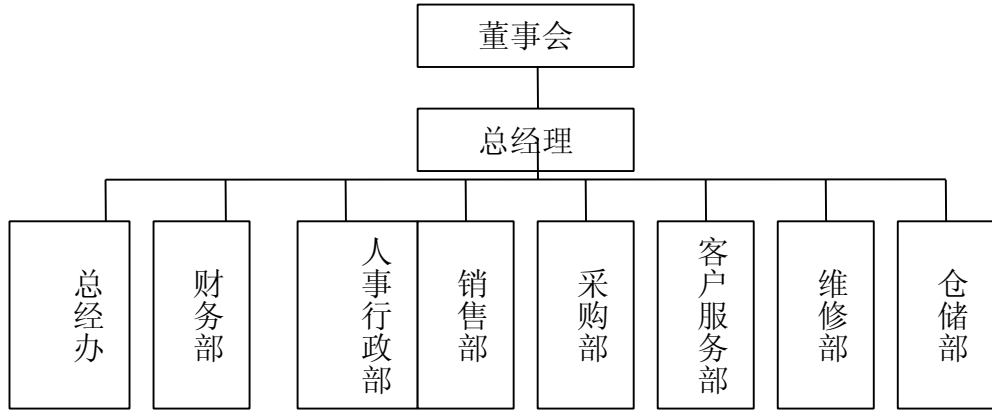 董事会
总经理
总经办
财务部
人事行政部
销售部
采购部
客户服务部
维修部
仓储部